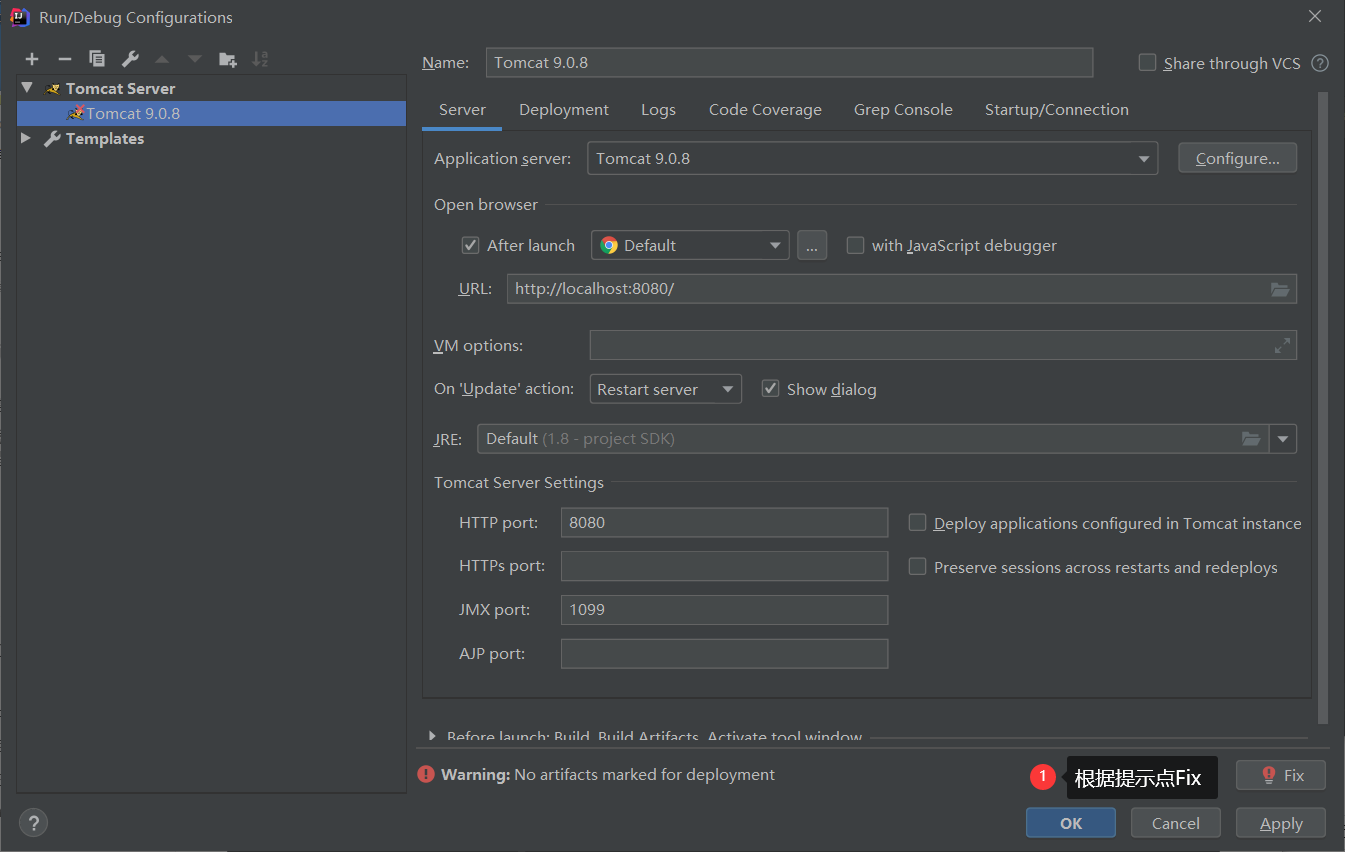 Run/Debug Configurations
Name: Tomcat 9.0.8 Share through VCS ?
Tomcat Server
Tomcat 9.0.8
Templates
Server Deployment Logs Code Coverage Grep Console Startup/Connection
Application server: Tomcat 9.0.8 Configure...
Open browser
After launch Default ... with JavaScript debugger
URL: http://localhost:8080/
VM options:
On 'Update' action: Restart server Show dialog
JRE: Default (1.8 - project SDK)
Tomcat Server Settings
HTTP port: 8080 Deploy applications configured in Tomcat instance
HTTPs port: Preserve sessions across restarts and redeploys
JMX port: 1099
AJP port:
Before launch: Build, Build Artifacts, Activate tool window
Warning: No artifacts marked for deployment 1 根据提示点Fix Fix
? OK Cancel Apply